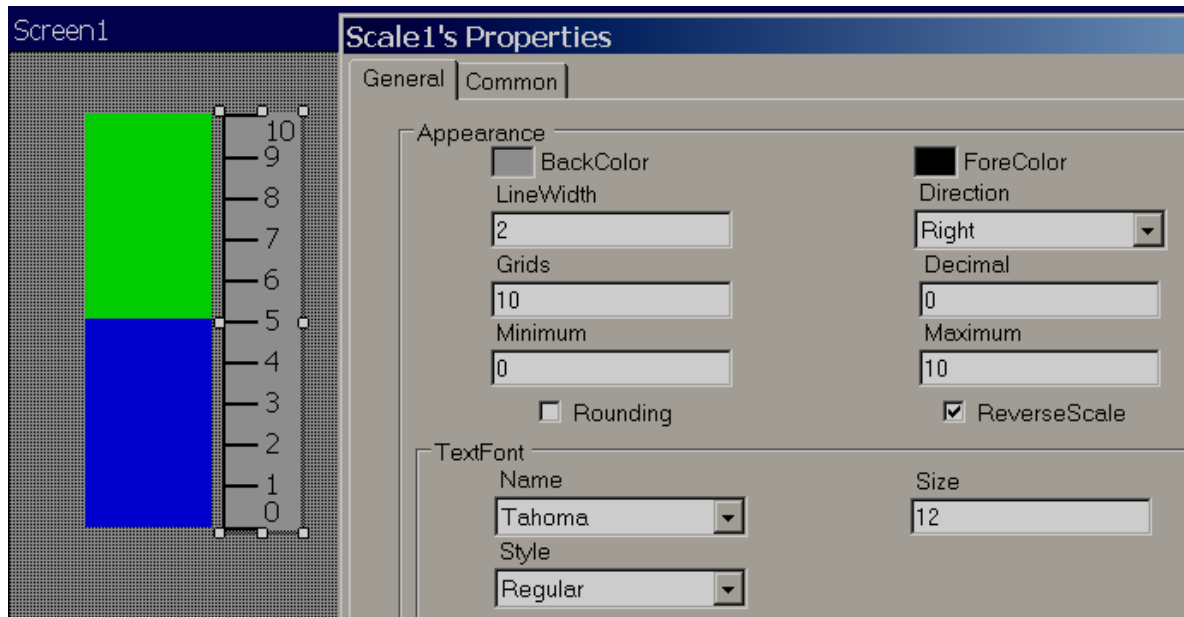 Screen1
10
9
8
7
6
5
4
3
2
1
0
Scale1's Properties
General Common
Appearance
BackColor ForeColor
LineWidth Direction
2 Right
Grids Decimal
10 0
Minimum Maximum
0 10
Rounding ReverseScale
TextFont
Name Size
Tahoma 12
Style
Regular